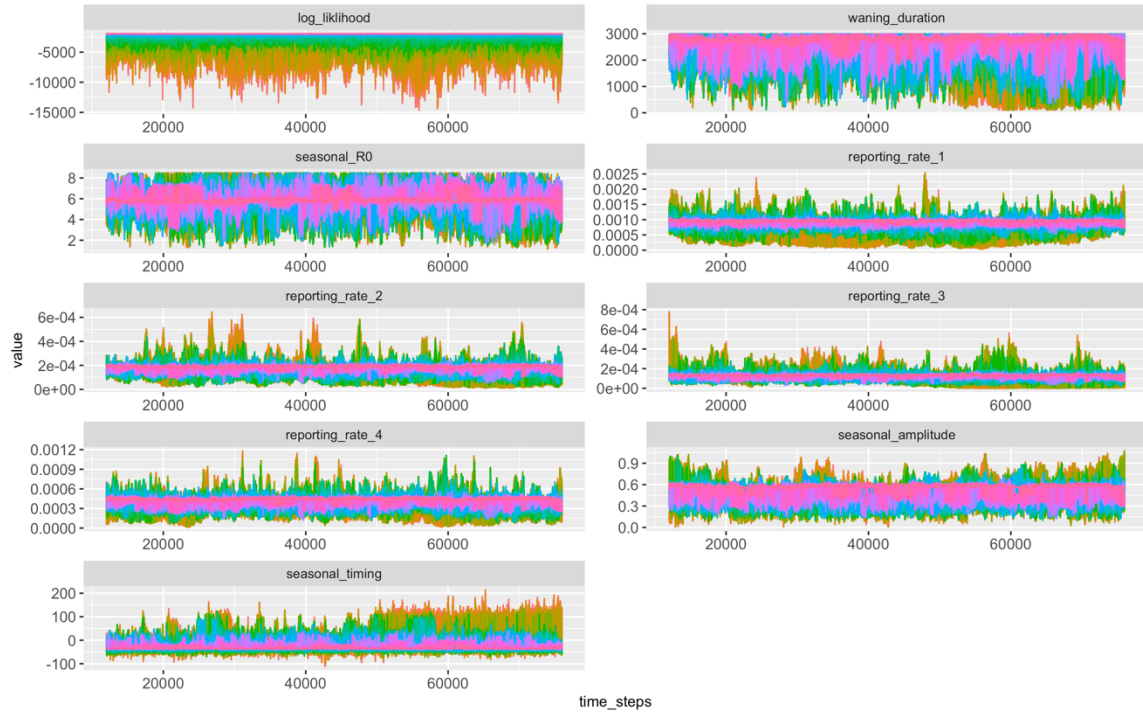 log_liklihood
-5000
-10000
-15000
20000 40000 60000
waning_duration
3000
2000
1000
0
20000 40000 60000
seasonal_R0
8
6
4
2
20000 40000 60000
reporting_rate_1
0.0025
0.0020
0.0015
0.0010
0.0005
0.0000
20000 40000 60000
reporting_rate_2
6e-04
4e-04
2e-04
0e+00
20000 40000 60000
reporting_rate_3
8e-04
6e-04
4e-04
2e-04
0e+00
20000 40000 60000
reporting_rate_4
0.0012
0.0009
0.0006
0.0003
0.0000
20000 40000 60000
seasonal_amplitude
0.9
0.6
0.3
0.0
20000 40000 60000
seasonal_timing
200
100
0
-100
20000 40000 60000
value
time_steps